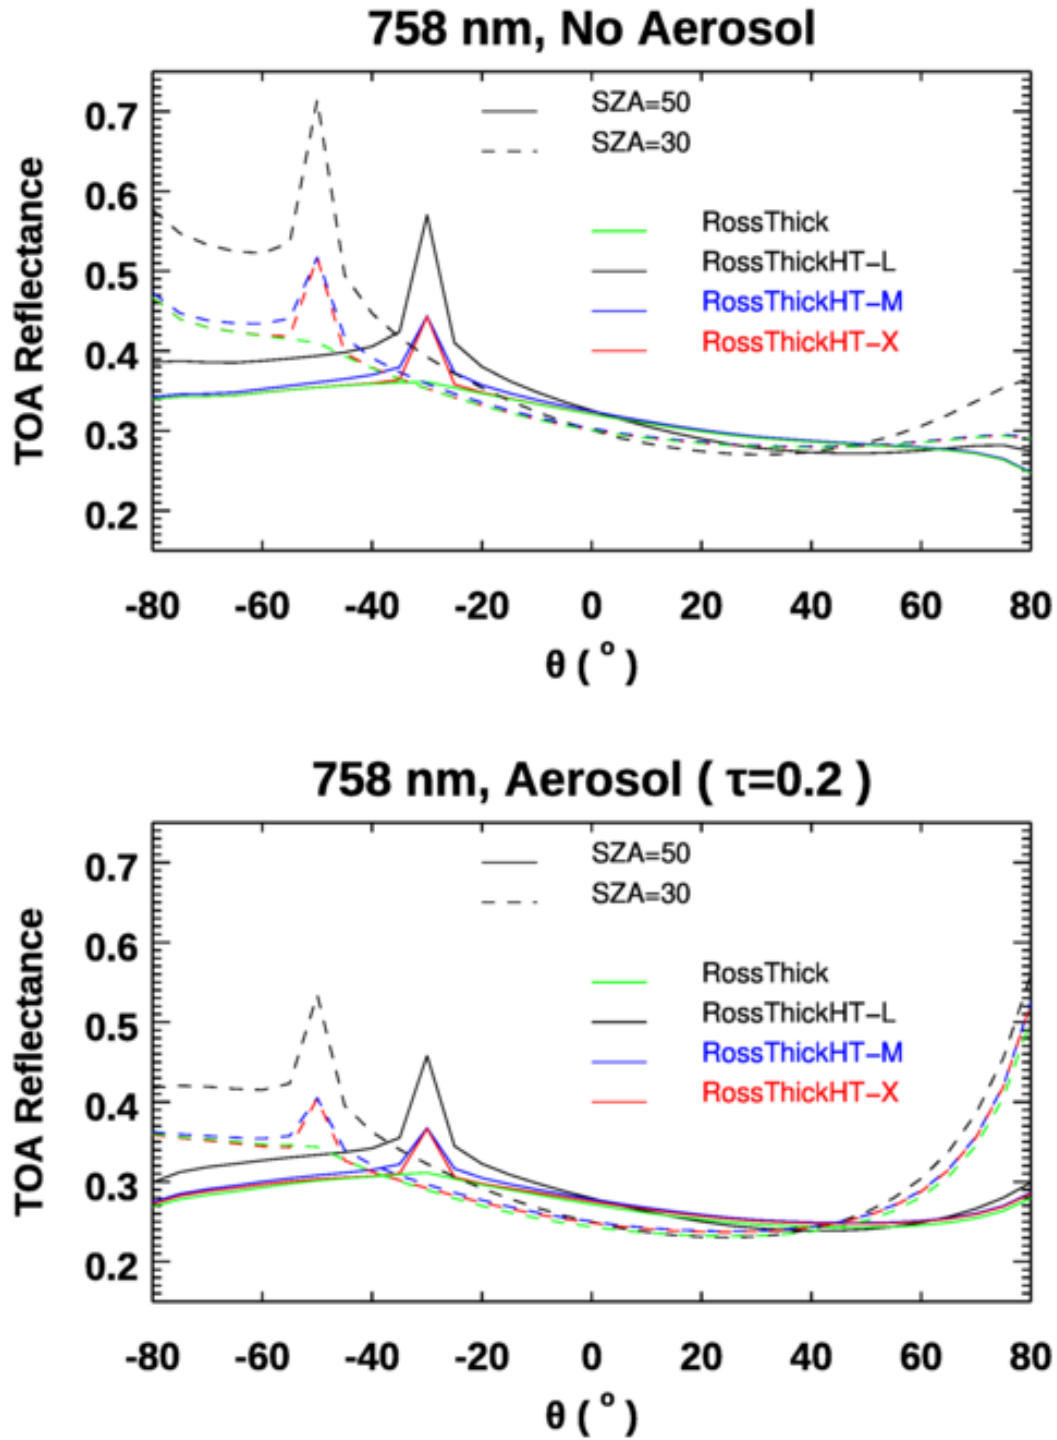 758 nm, No Aerosol
SZA=50
SZA=30
RossThick
RossThickHT-L
RossThickHT-M
RossThickHT-X
TOA Reflectance
0.7
0.6
0.5
0.4
0.3
0.2
-80 -60 -40 -20 0 20 40 60 80
θ ( o )
758 nm, Aerosol ( τ=0.2 )
SZA=50
SZA=30
RossThick
RossThickHT-L
RossThickHT-M
RossThickHT-X
TOA Reflectance
0.7
0.6
0.5
0.4
0.3
0.2
-80 -60 -40 -20 0 20 40 60 80
θ ( o )